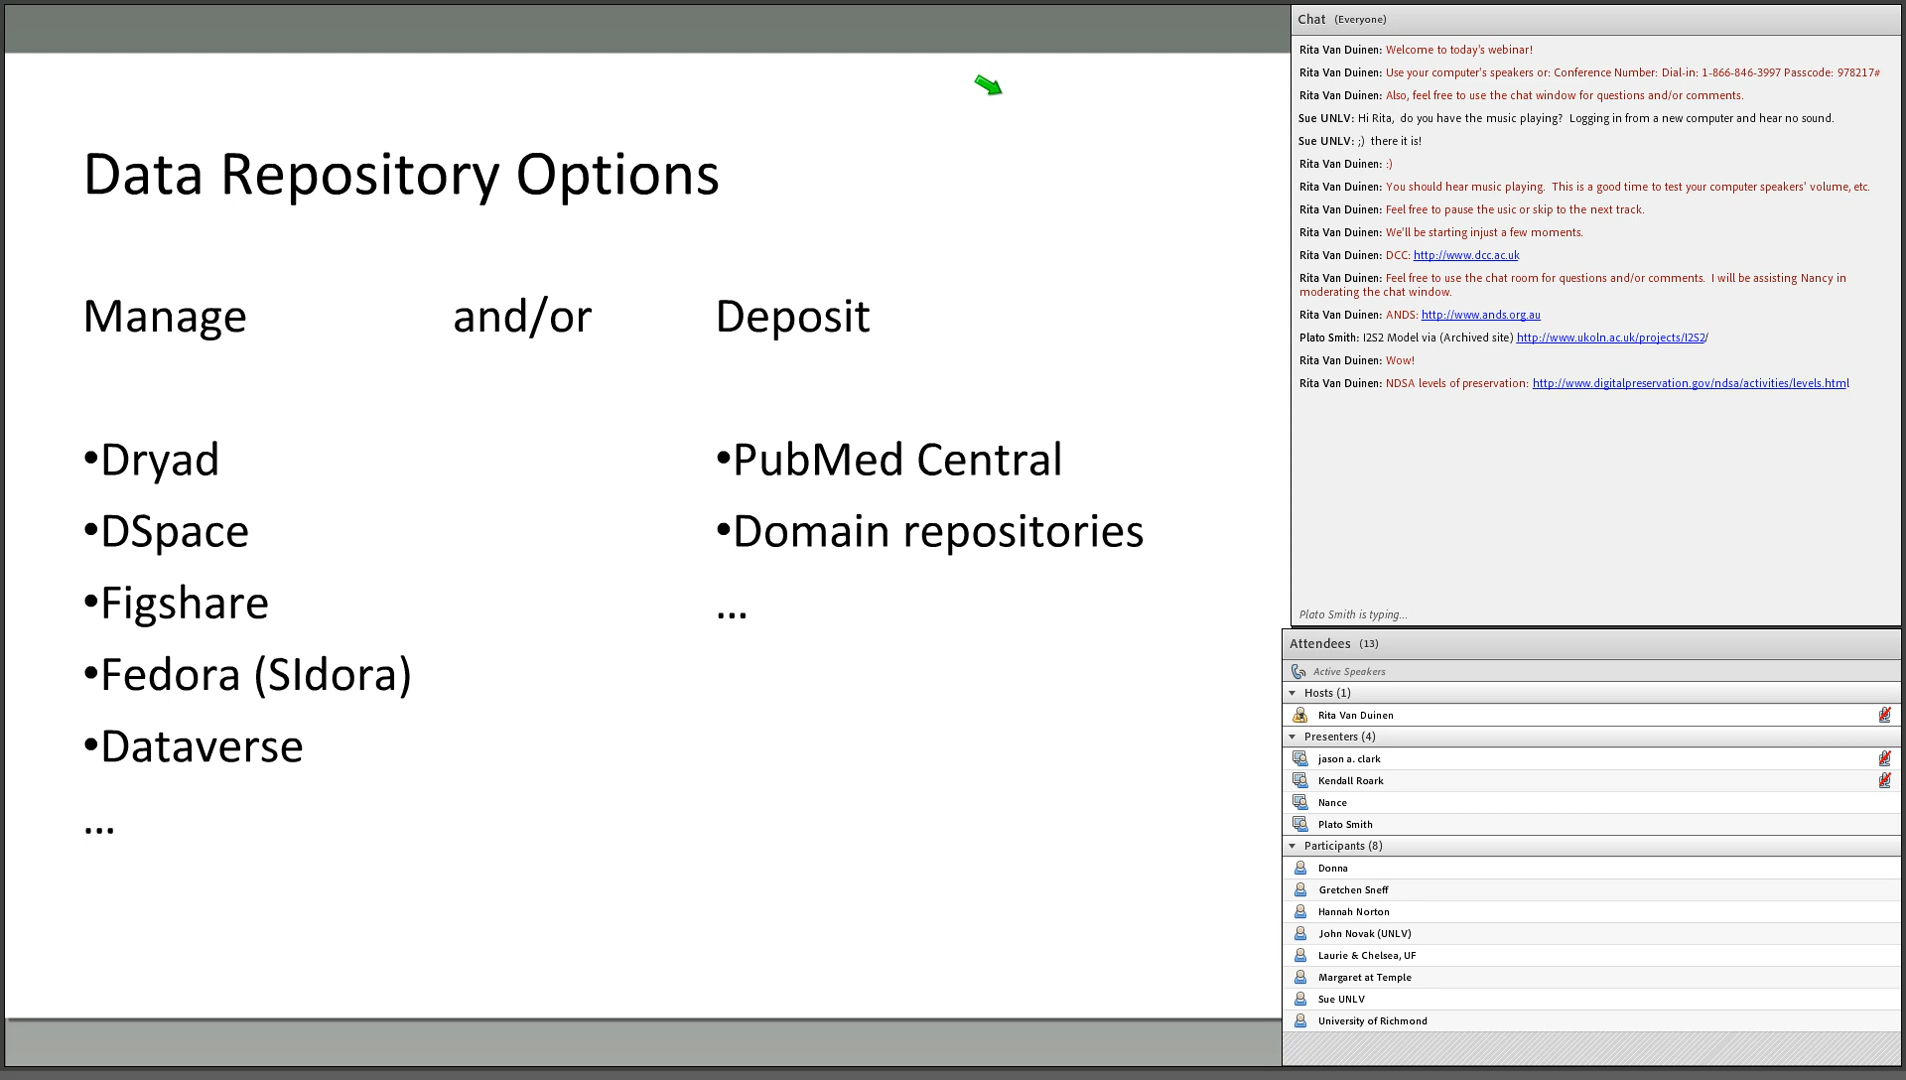 Data Repository Options
Manage and/or Deposit
•Dryad
•DSpace
•Figshare
•Fedora (SIdora)
•Dataverse
...
•PubMed Central
•Domain repositories
...
Chat (Everyone)
Rita Van Duinen: Welcome to today's webinar!
Rita Van Duinen: Use your computer's speakers or: Conference Number: Dial-in: 1-866-846-3997 Passcode: 978217#
Rita Van Duinen: Also, feel free to use the chat window for questions and/or comments.
Sue UNLV: Hi Rita, do you have the music playing? Logging in from a new computer and hear no sound.
Sue UNLV: ;) there it is!
Rita Van Duinen: :)
Rita Van Duinen: You should hear music playing. This is a good time to test your computer speakers' volume, etc.
Rita Van Duinen: Feel free to pause the usic or skip to the next track.
Rita Van Duinen: We'll be starting injust a few moments.
Rita Van Duinen: DCC: http://www.dcc.ac.uk
Rita Van Duinen: Feel free to use the chat room for questions and/or comments. I will be assisting Nancy in
moderating the chat window.
Rita Van Duinen: ANDS: http://www.ands.org.au
Plato Smith: I2S2 Model via (Archived site) http://www.ukoln.ac.uk/projects/I2S2/
Rita Van Duinen: Wow!
Rita Van Duinen: NDSA levels of preservation: http://www.digitalpreservation.gov/ndsa/activities/levels.html
Plato Smith is typing...
Attendees (13)
Active Speakers
Hosts (1)
Rita Van Duinen
Presenters (4)
jason a. clark
Kendall Roark
Nance
Plato Smith
Participants (8)
Donna
Gretchen Sneff
Hannah Norton
John Novak (UNLV)
Laurie & Chelsea, UF
Margaret at Temple
Sue UNLV
University of Richmond